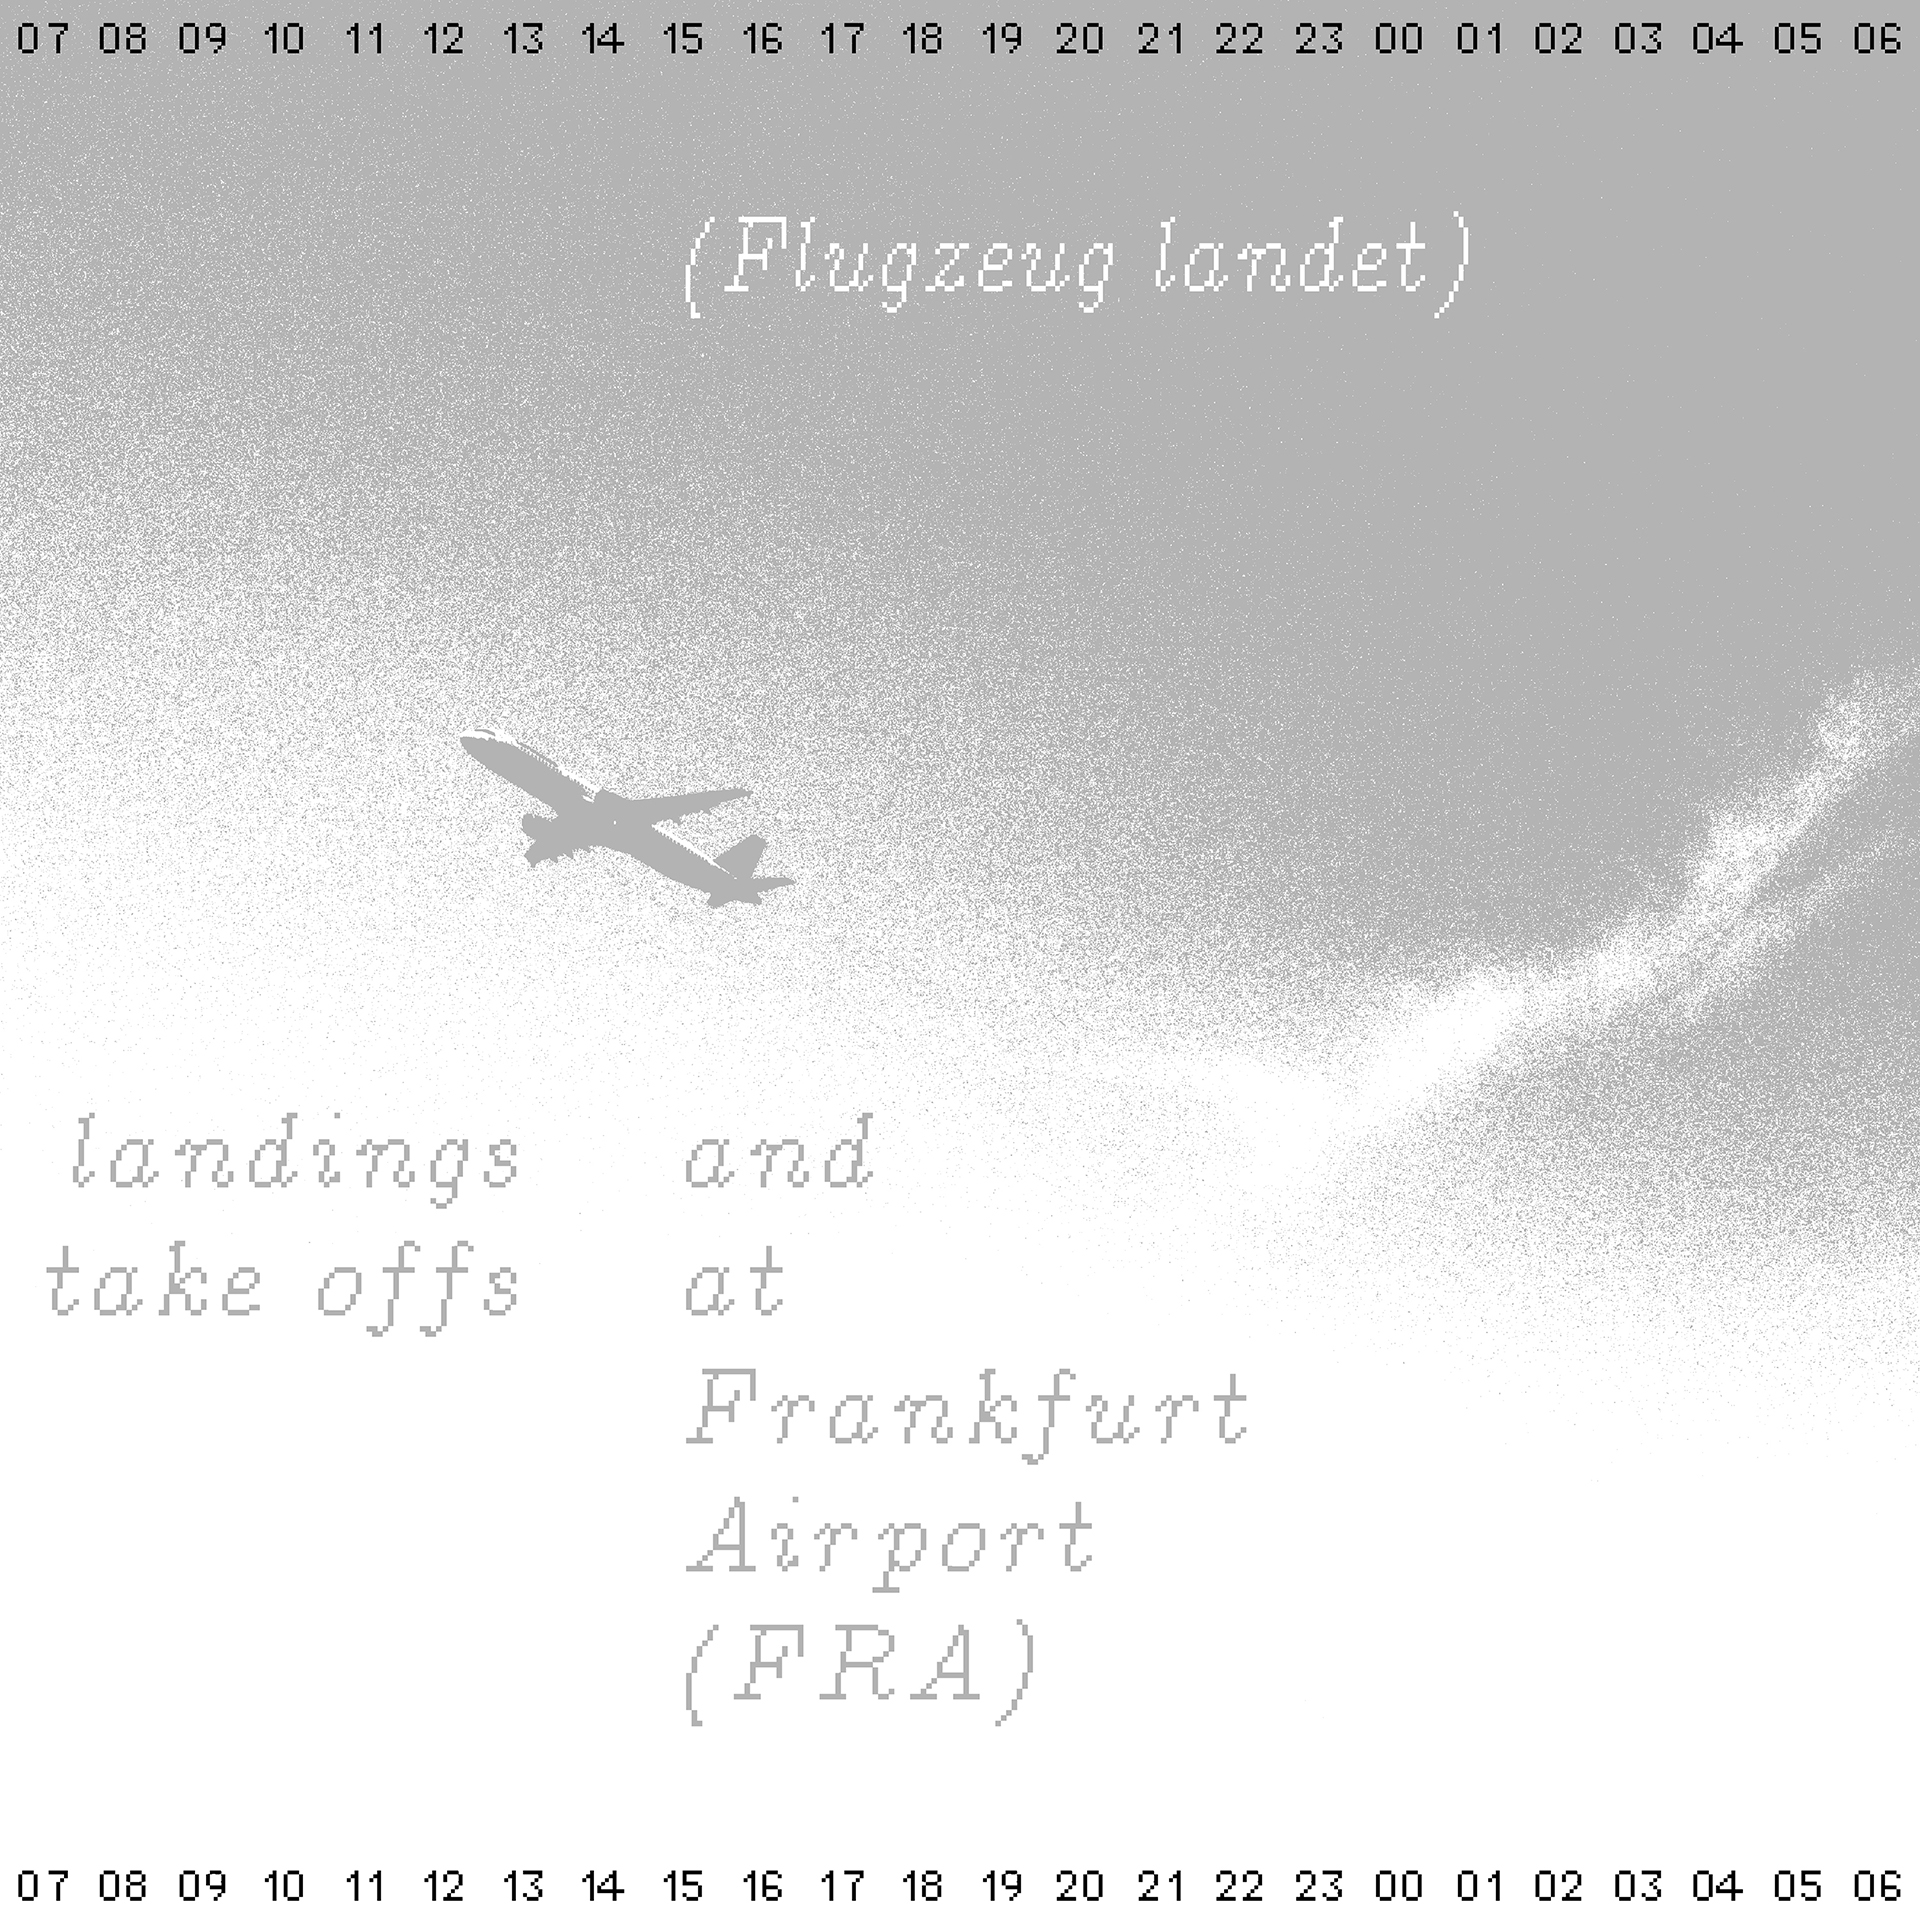 07 08 09 10 11 12 13 14 15 16 17 18 19 20 21 22 23 00 01 02 03 04 05 06
(Flugzeug landet)
landings and
take offs at
Frankfurt
Airport
(FRA)
07 08 09 10 11 12 13 14 15 16 17 18 19 20 21 22 23 00 01 02 03 04 05 06